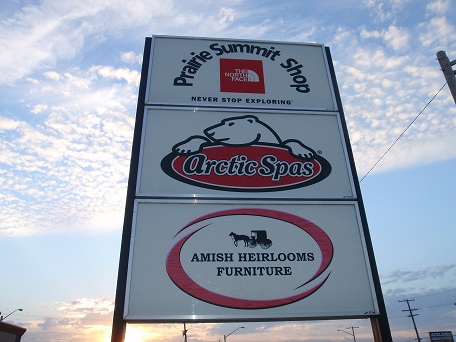 Prairie Summit Shop
THE
NORTH
FACE
NEVER STOP EXPLORING
Arctic Spas
AMISH HEIRLOOMS
FURNITURE